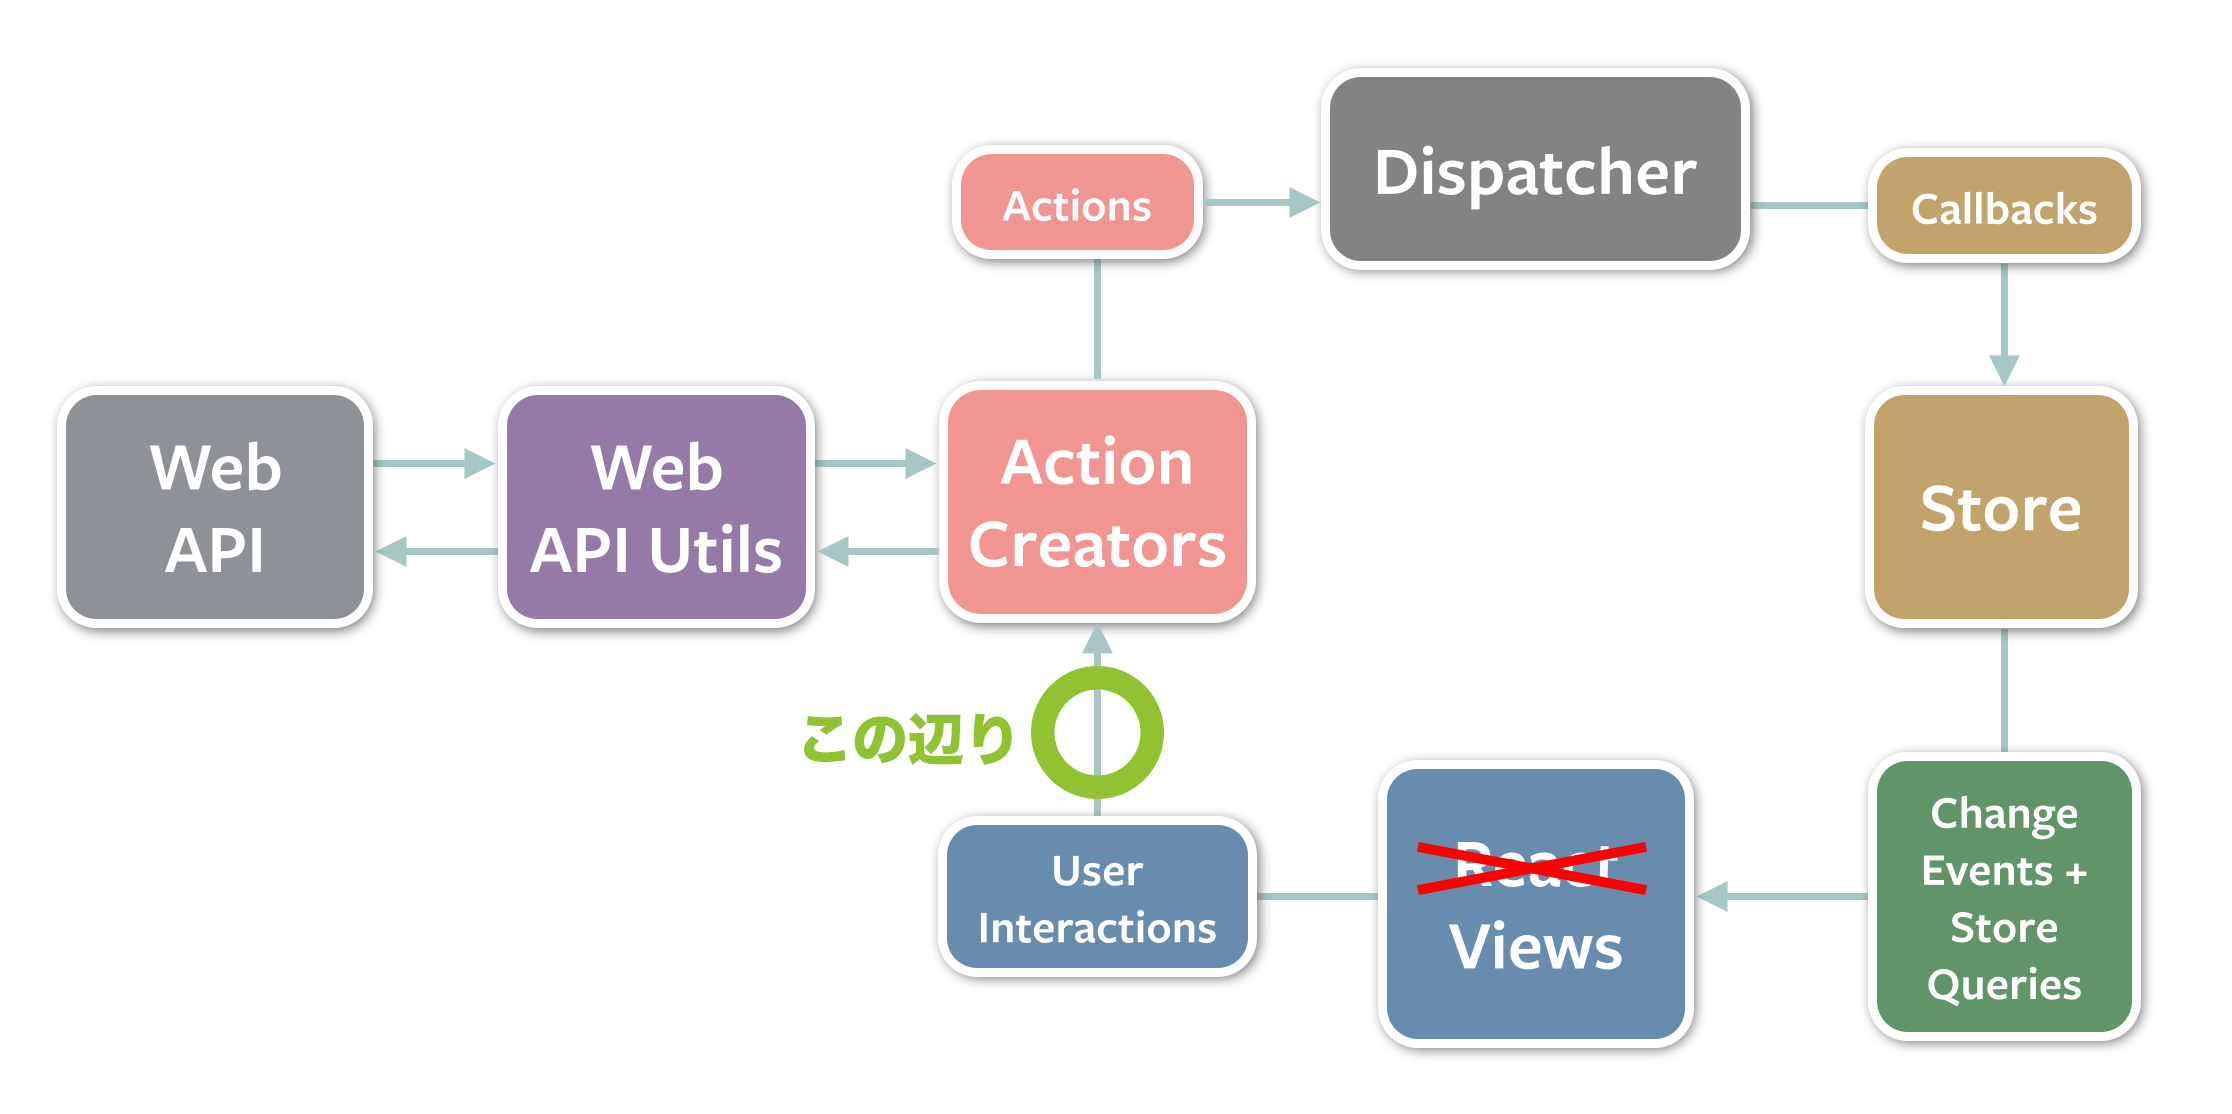 Dispatcher
Actions
Callbacks
Web
API
Web
API Utils
Action
Creators
Store
この辺り
User
Interactions
React
Views
Change
Events +
Store
Queries